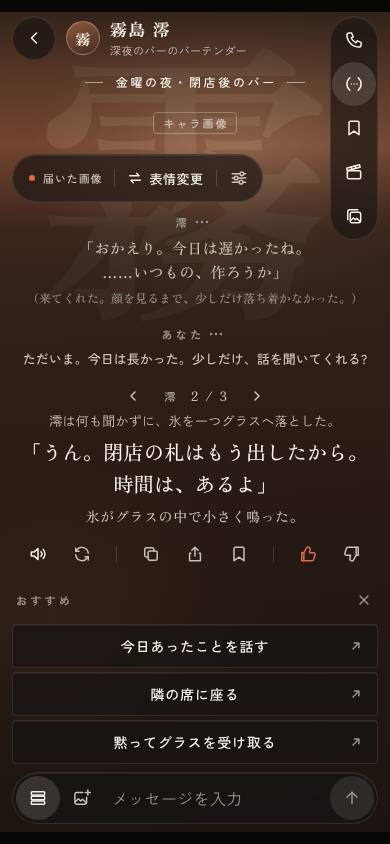 霧
霧島 澪
深夜のバーのバーテンダー
金曜の夜・閉店後のバー
キャラ画像
届いた画像
表情変更
霧
澪 …
「おかえり。今日は遅かったね。
……いつもの、作ろうか」
（来てくれた。顔を見るまで、少しだけ落ち着かなかった。）
あなた …
ただいま。今日は長かった。少しだけ、話を聞いてくれる?
澪 2 / 3
澪は何も聞かずに、氷を一つグラスへ落とした。
「うん。閉店の札はもう出したから。
時間は、あるよ」
氷がグラスの中で小さく鳴った。
おすすめ
今日あったことを話す
隣の席に座る
黙ってグラスを受け取る
メッセージを入力